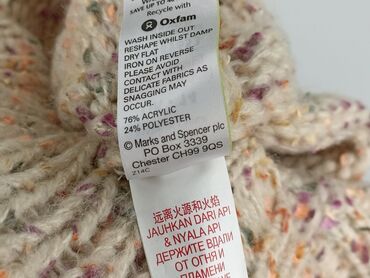 SAVE UP TO
Recycle with
Oxfam
WASH INSIDE OUT
RESHAPE WHILST DAMP
DRY FLAT
IRON ON REVERSE
PLEASE AVOID
CONTACT WITH
DELICATE FABRICS AS
SNAGGING MAY
OCCUR.
76% ACRYLIC
24% POLYESTER
© Marks and Spencer plc
PO Box 3339
Chester CH99 9QS
Z14C
远离火源和火焰
JAUHKAN DARI API
& NYALA API
ДЕРЖИТЕ ВДАЛИ
ОТ ОГНЯ И
ПЛАМЕНИ